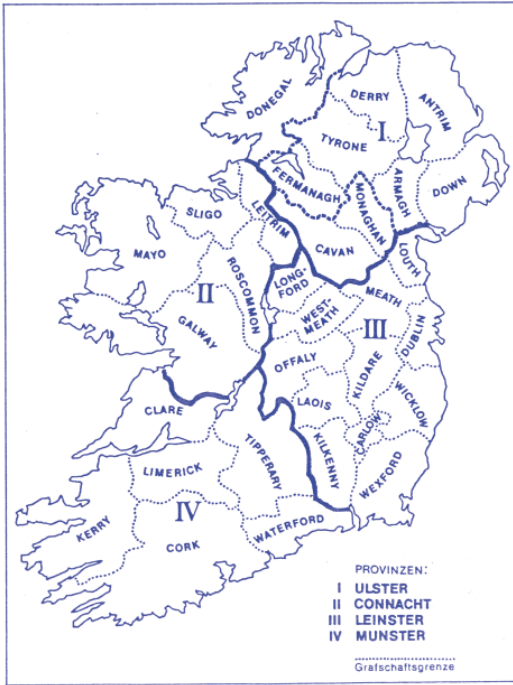 DONEGAL
DERRY
ANTRIM
TYRONE
I
FERMANAGH
MONAGHAN
ARMAGH
DOWN
SLIGO
LEITRIM
CAVAN
LOUTH
MAYO
II
ROSCOMMON
LONG-
FORD
MEATH
WEST-
MEATH
III
GALWAY
OFFALY
KILDARE
DUBLIN
LAOIS
WICKLOW
CLARE
CARLOW
TIPPERARY
KILKENNY
WEXFORD
LIMERICK
IV
KERRY
CORK
WATERFORD
PROVINZEN:
I ULSTER
II CONNACHT
III LEINSTER
IV MUNSTER
Grafschaftsgrenze